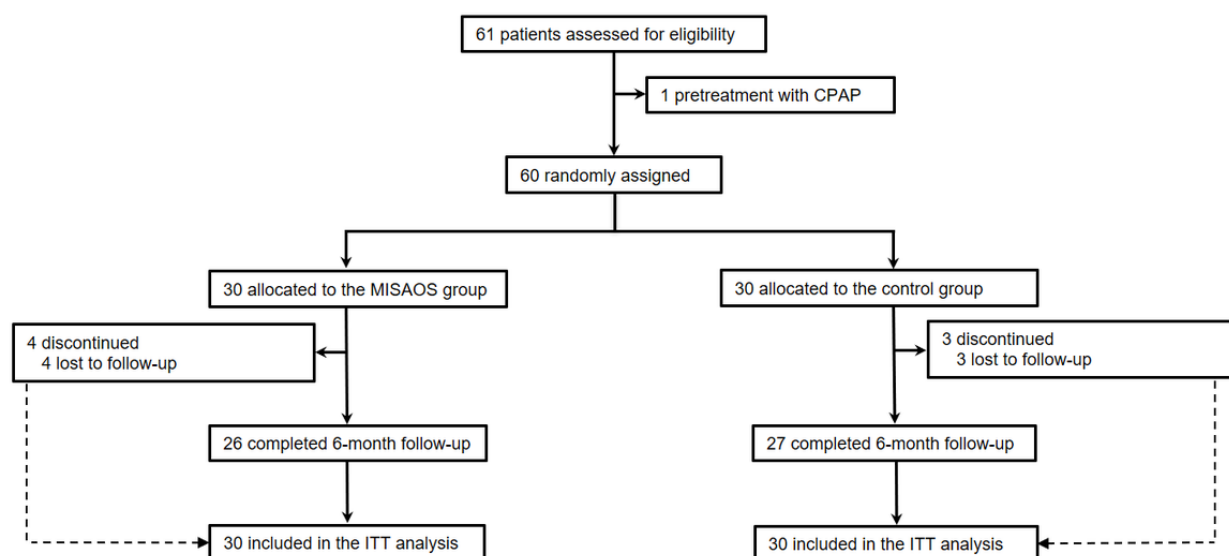 61 patients assessed for eligibility
1 pretreatment with CPAP
60 randomly assigned
30 allocated to the MISAOS group
30 allocated to the control group
4 discontinued
4 lost to follow-up
3 discontinued
3 lost to follow-up
26 completed 6-month follow-up
27 completed 6-month follow-up
30 included in the ITT analysis
30 included in the ITT analysis